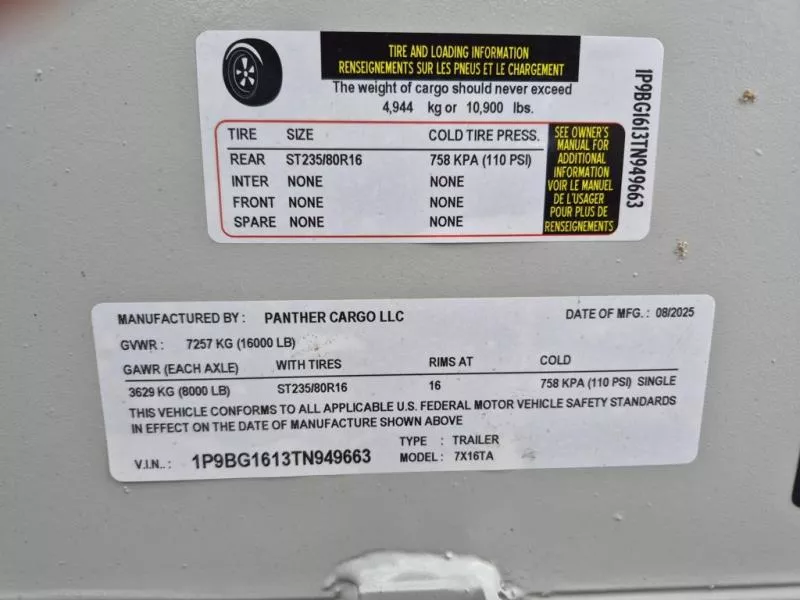 TIRE AND LOADING INFORMATION
RENSEIGNEMENTS SUR LES PNEUS ET LE CHARGEMENT
The weight of cargo should never exceed
4,944 kg or 10,900 lbs.
TIRE SIZE COLD TIRE PRESS.
REAR ST235/80R16 758 KPA (110 PSI)
INTER NONE NONE
FRONT NONE NONE
SPARE NONE NONE
SEE OWNER'S
MANUAL FOR
ADDITIONAL
INFORMATION
VOIR LE MANUEL
DE L'USAGER
POUR PLUS DE
RENSEIGNEMENTS
1P9BG1613TN949663
MANUFACTURED BY : PANTHER CARGO LLC DATE OF MFG. : 08/2025
GVWR : 7257 KG (16000 LB)
GAWR (EACH AXLE) WITH TIRES RIMS AT COLD
3629 KG (8000 LB) ST235/80R16 16 758 KPA (110 PSI) SINGLE
THIS VEHICLE CONFORMS TO ALL APPLICABLE U.S. FEDERAL MOTOR VEHICLE SAFETY STANDARDS
IN EFFECT ON THE DATE OF MANUFACTURE SHOWN ABOVE
V.I.N.. : 1P9BG1613TN949663
TYPE : TRAILER
MODEL : 7X16TA